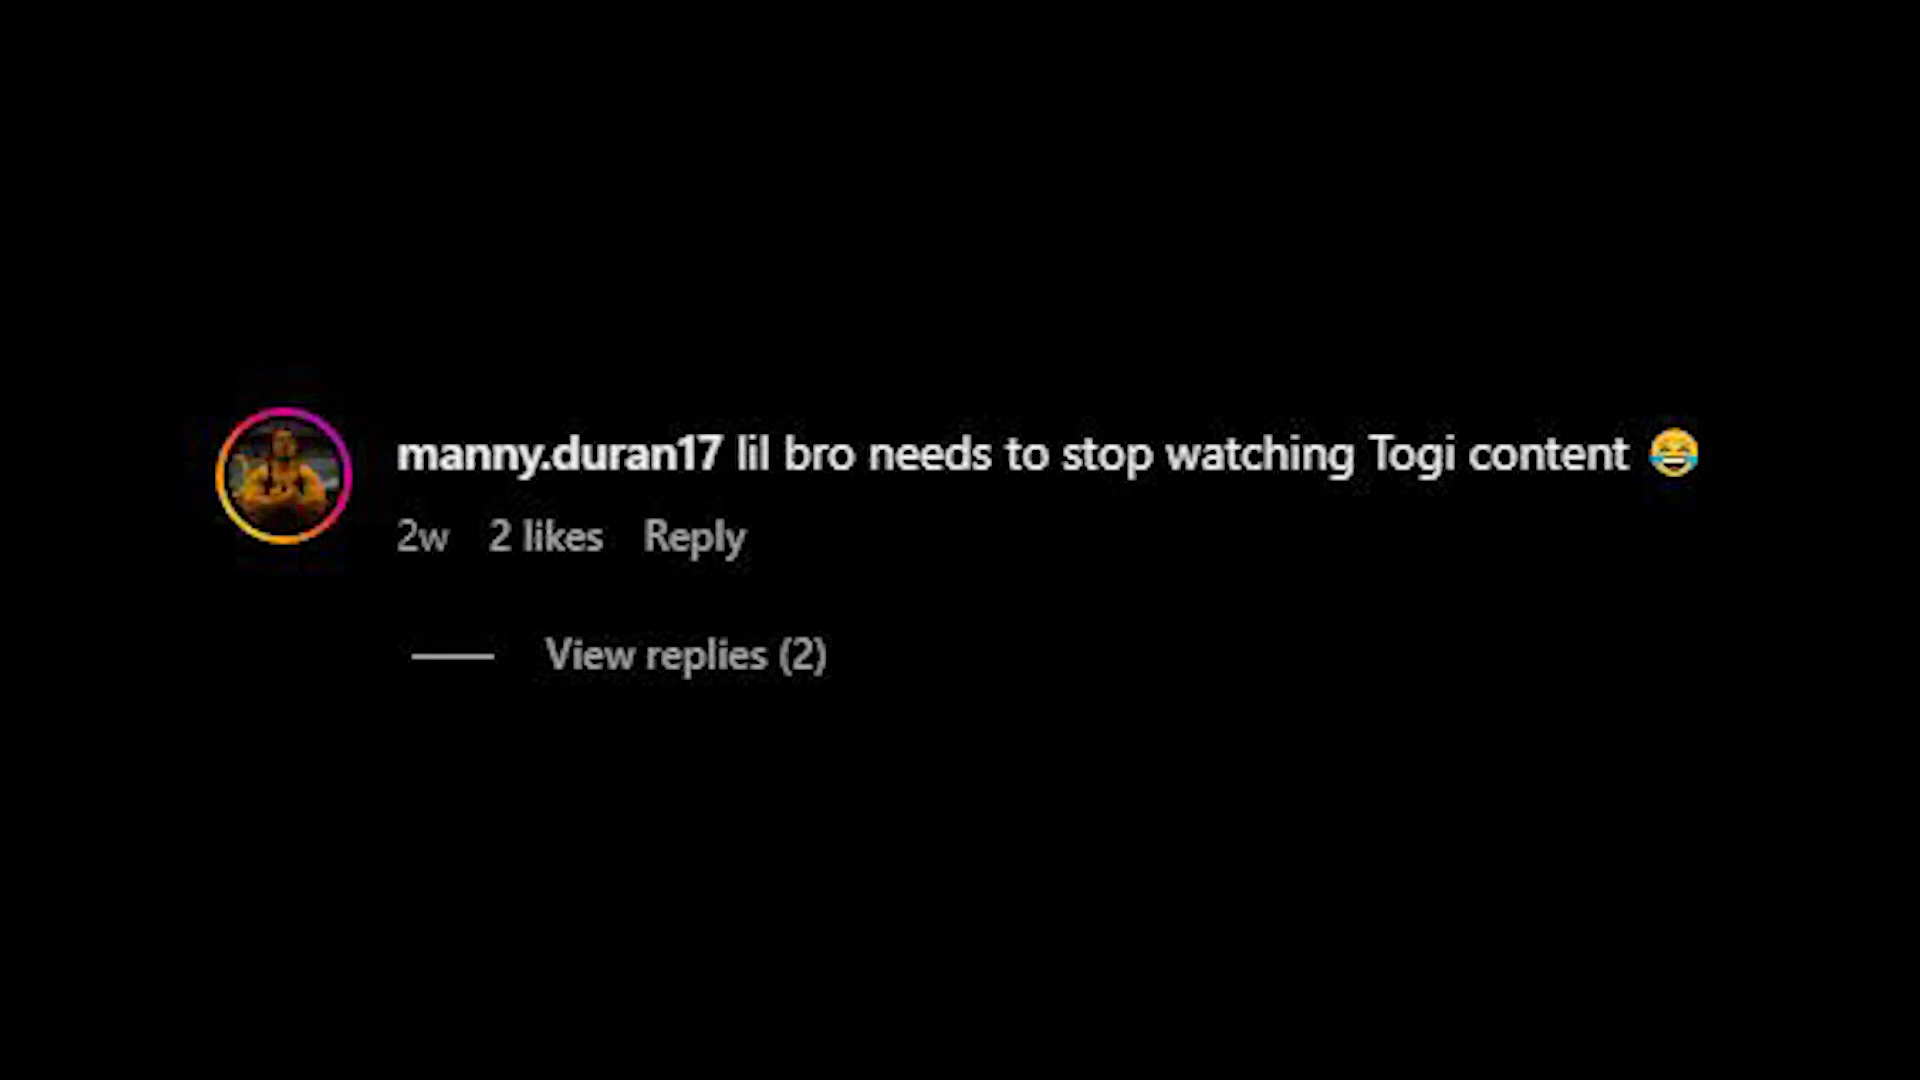 manny.duran17 lil bro needs to stop watching Togi content 😂
2w 2 likes Reply
View replies (2)